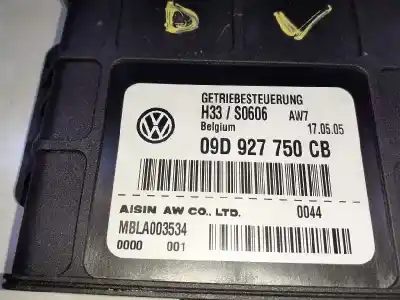 D ✓
GETRIEBESTEUERUNG
H33 / S0606 AW7
Belgium 17.05.05
09D 927 750 CB
AISIN AW CO., LTD. 0044
MBLA003534
0000 001